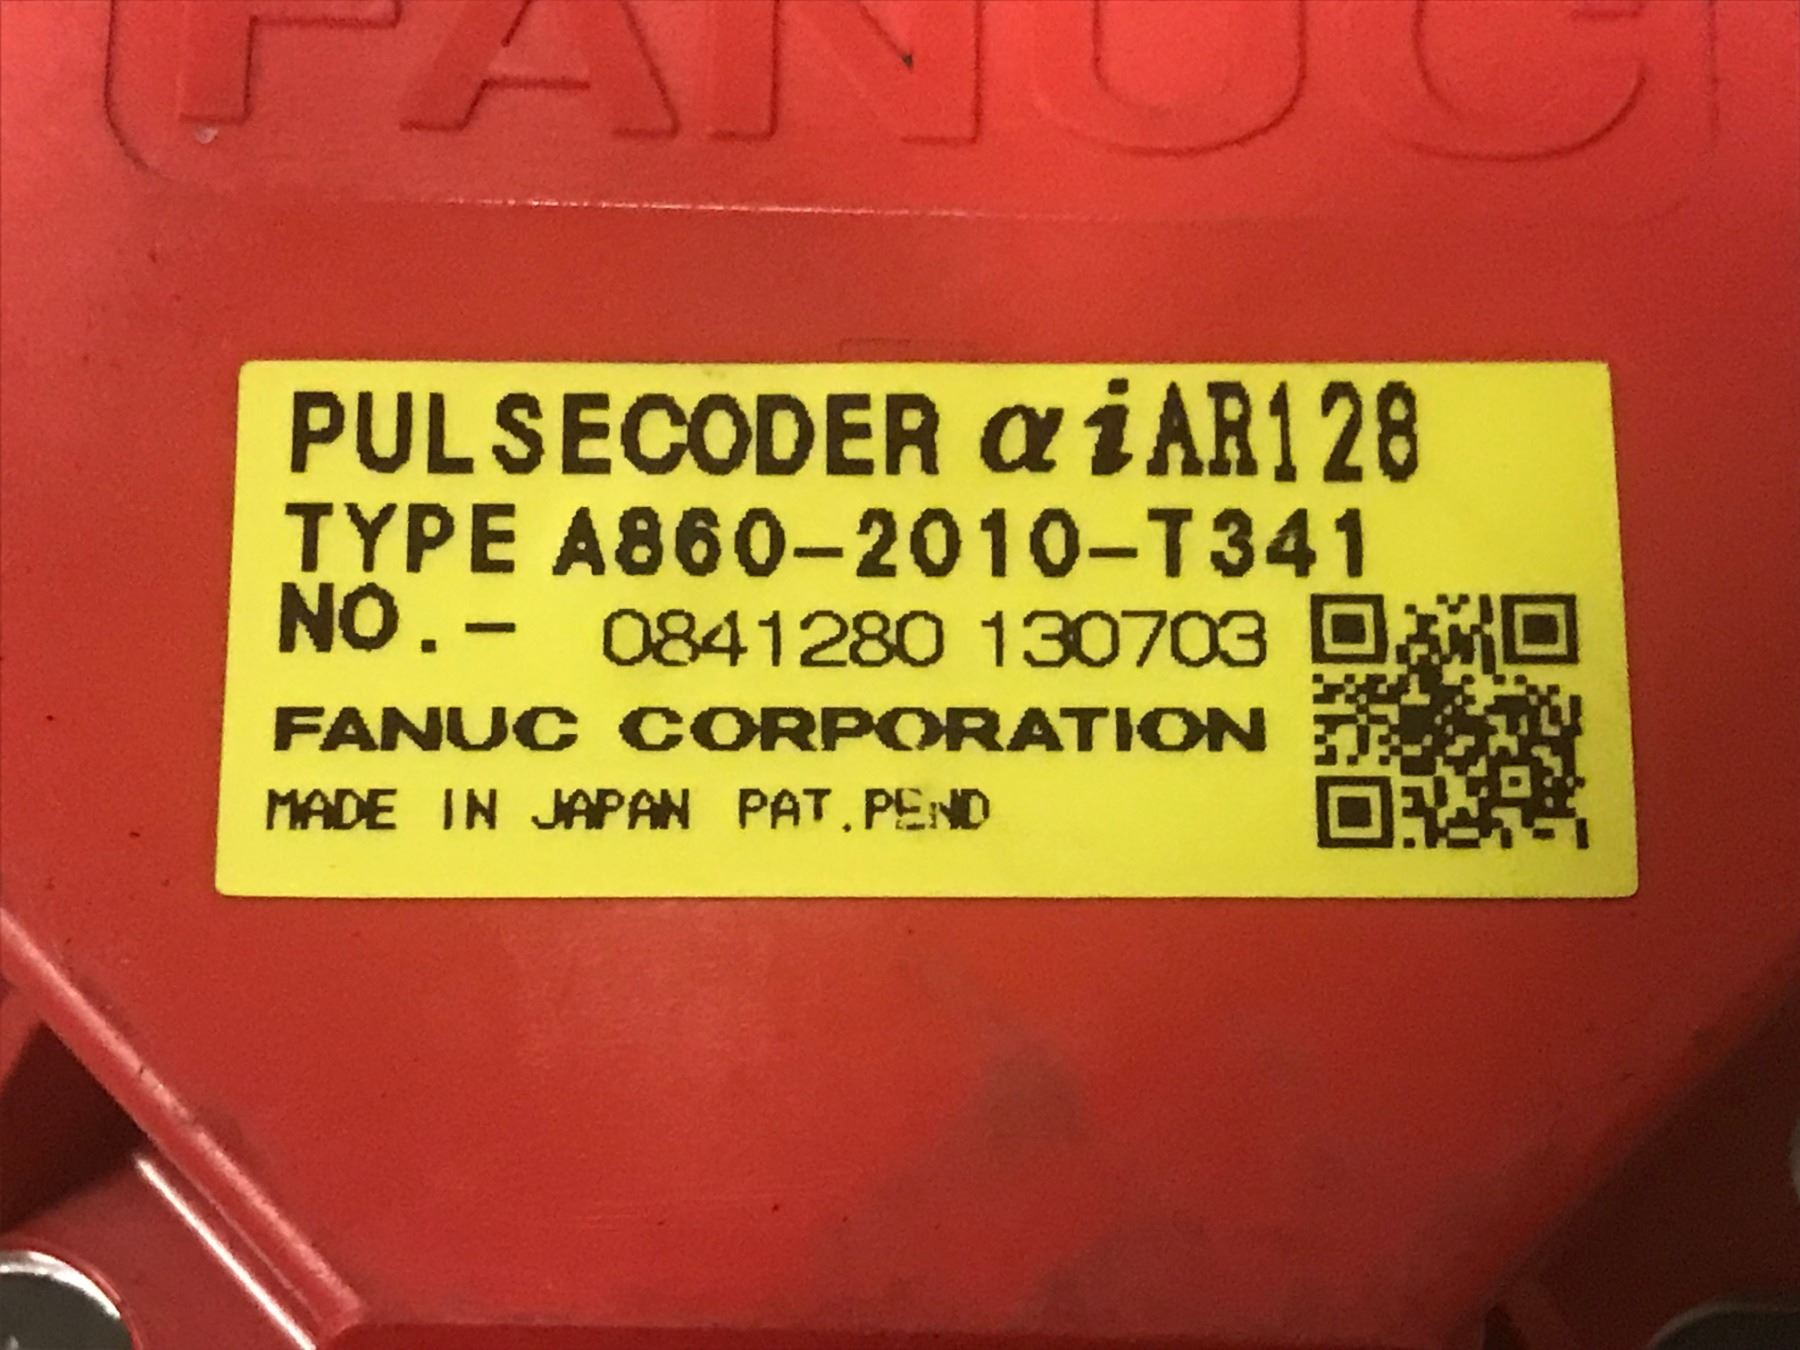 FANUC
PULSECODER αiAR128
TYPE A860-2010-T341
NO.- 0841280 130703
FANUC CORPORATION
MADE IN JAPAN PAT.PEND